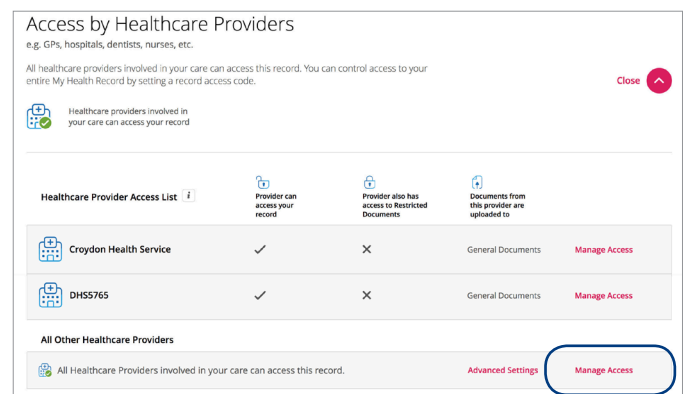 Access by Healthcare Providers
e.g. GPs, hospitals, dentists, nurses, etc.
All healthcare providers involved in your care can access this record. You can control access to your
entire My Health Record by setting a record access code.
Close
Healthcare providers involved in
your care can access your record
Healthcare Provider Access List i
Provider can
access your
record
Provider also has
access to Restricted
Documents
Documents from
this provider are
uploaded to
Croydon Health Service General Documents Manage Access
DHS5765 General Documents Manage Access
All Other Healthcare Providers
All Healthcare Providers involved in your care can access this record. Advanced Settings Manage Access